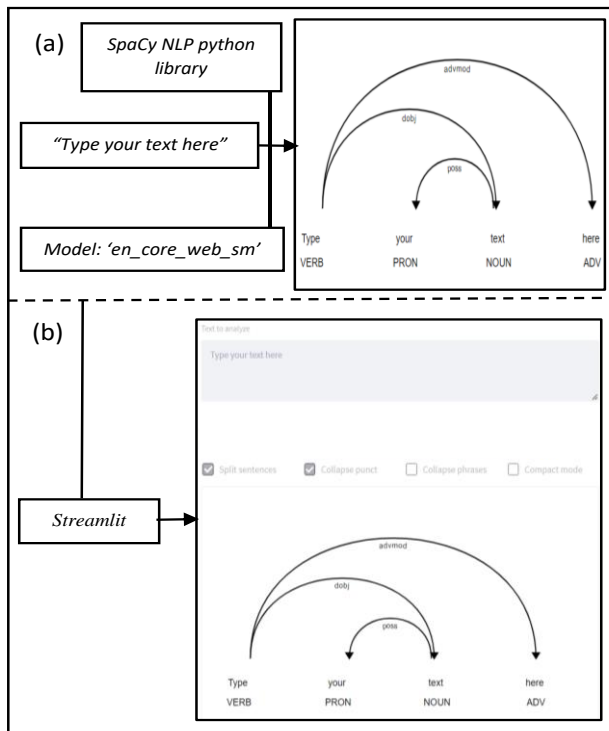 (a)
SpaCy NLP python
library
"Type your text here"
Model: 'en_core_web_sm'
advmod
dobj
poss
Type your text here
VERB PRON NOUN ADV
(b)
Text to analyze
Type your text here
Split sentences Collapse punct Collapse phrases Compact mode
Streamlit
advmod
dobj
poss
Type your text here
VERB PRON NOUN ADV